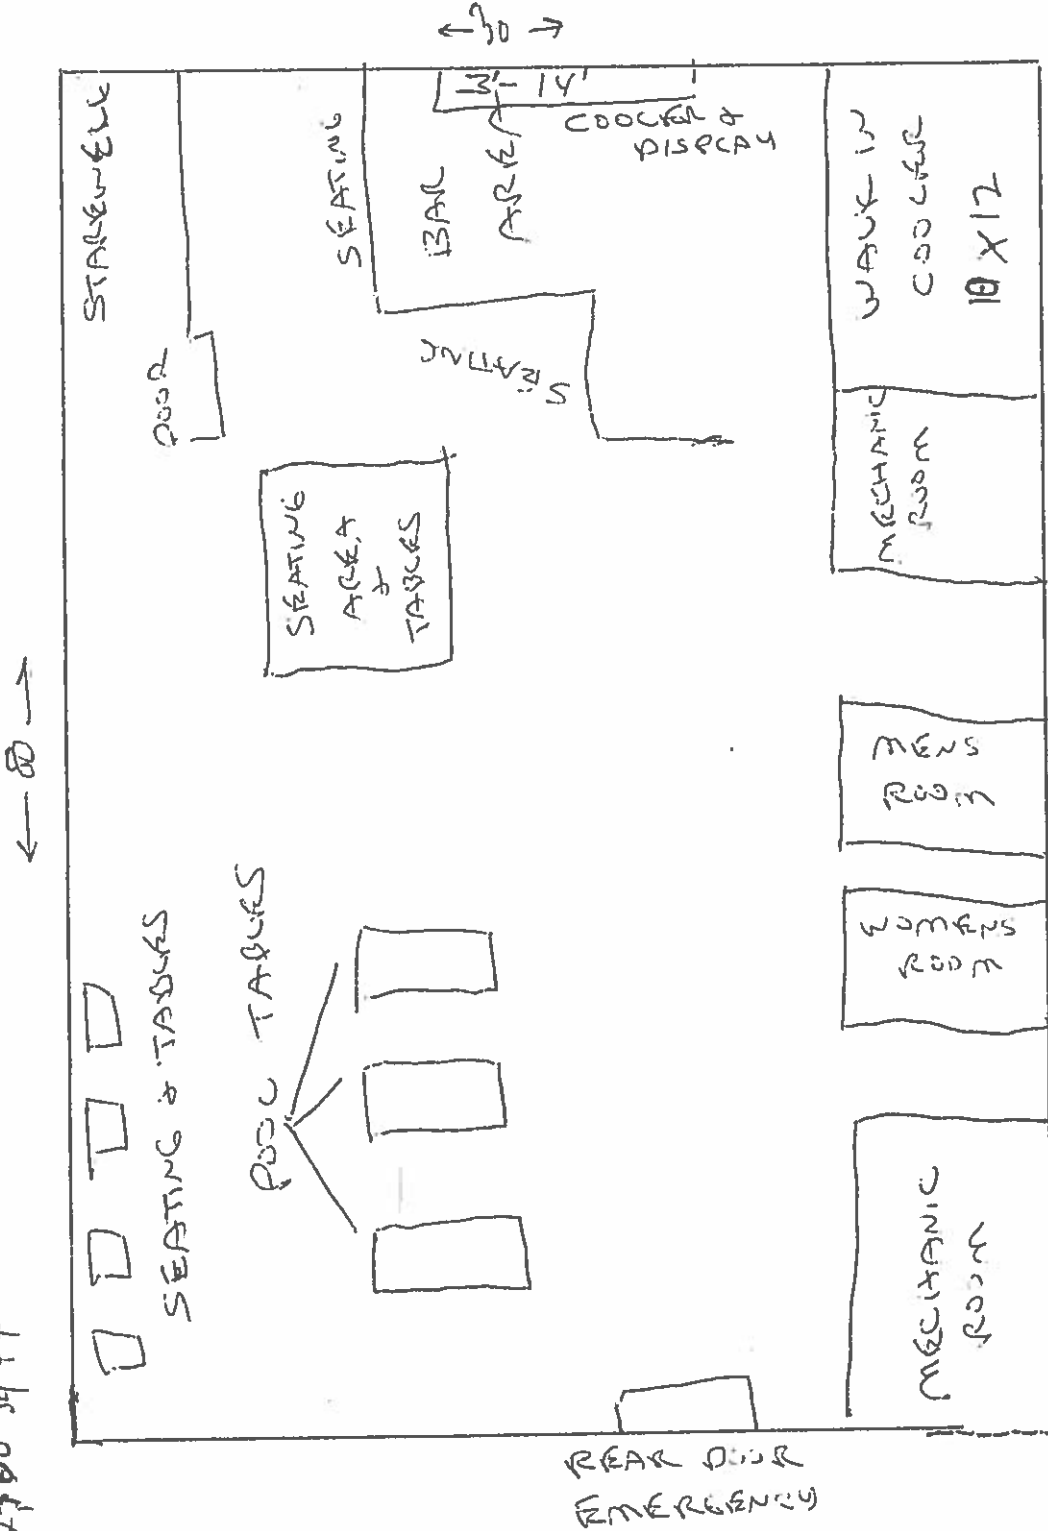 ← 30 →
STAREWELL
SEATING
3' - 14'
COOLER &
DISPLAY
BAR
AREA
WALK IN
COOLER
10 X 12
DOOR
SEATING
MECHANIC
ROOM
SEATING
AREA
&
TABLES
← 80 →
MENS
ROOM
WOMENS
ROOM
POOL TABLES
SEATING & TABLES
MECHANIC
ROOM
REAR DOOR
EMERGENCY